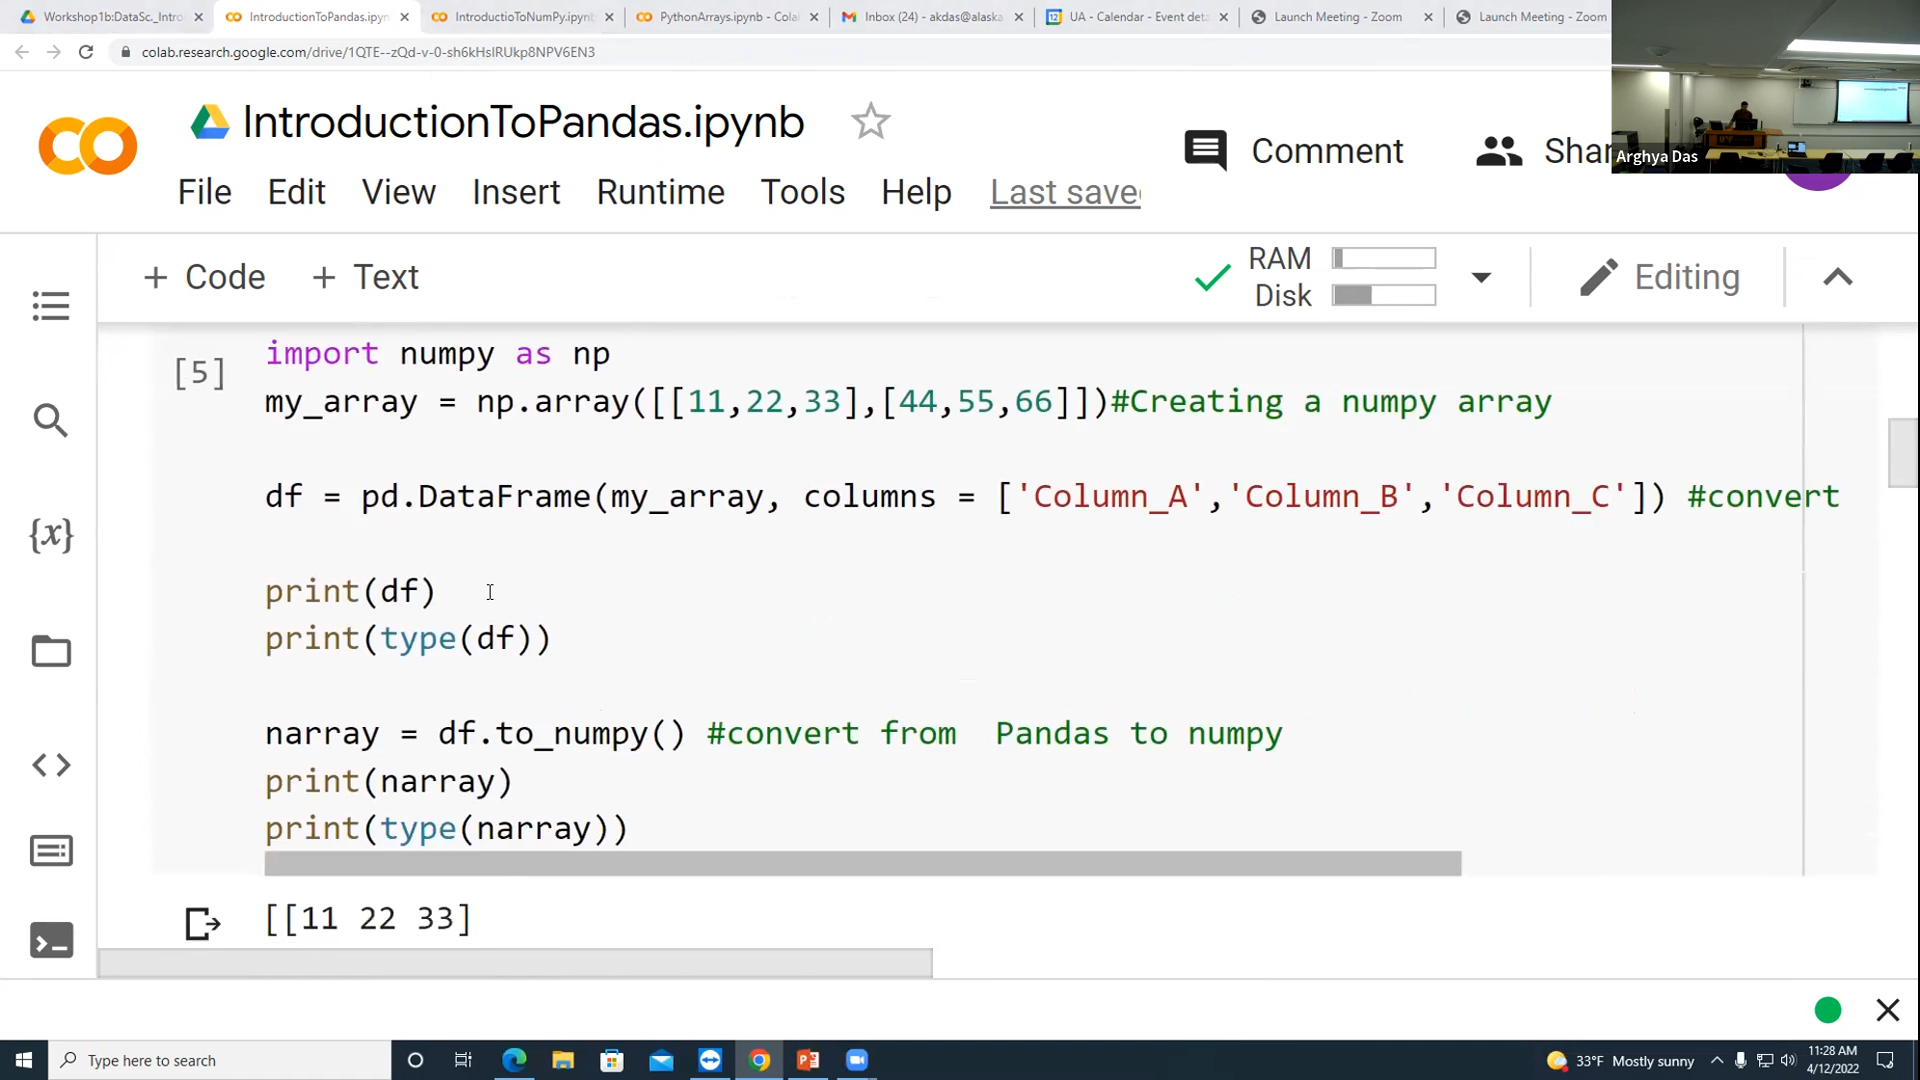 Workshop1b:DataSc._Intro
IntroductionToPandas.ipyn
IntroductioToNumPy.ipynb
PythonArrays.ipynb - Cola
Inbox (24) - akdas@alaska
UA - Calendar - Event deta
Launch Meeting - Zoom
Launch Meeting - Zoom
colab.research.google.com/drive/1QTE--zQd-v-0-sh6kHslRUkp8NPV6EN3
IntroductionToPandas.ipynb
Comment
Shar
Arghya Das
File Edit View Insert Runtime Tools Help Last saved
+ Code + Text
RAM
Disk
Editing
[5]
import numpy as np
my_array = np.array([[11,22,33],[44,55,66]])#Creating a numpy array
df = pd.DataFrame(my_array, columns = ['Column_A','Column_B','Column_C']) #convert
print(df)
print(type(df))
narray = df.to_numpy() #convert from  Pandas to numpy
print(narray)
print(type(narray))
[[11 22 33]
{x}
Type here to search
33°F Mostly sunny
11:28 AM
4/12/2022